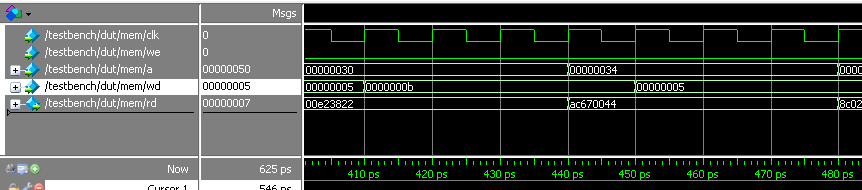 Msgs
/testbench/dut/mem/clk 0
/testbench/dut/mem/we 0
/testbench/dut/mem/a 00000050 00000030 00000034 0000
/testbench/dut/mem/wd 00000005 00000005 0000000b 00000005
/testbench/dut/mem/rd 00000007 00e23822 ac670044 8c02
Now 625 ps 410 ps 420 ps 430 ps 440 ps 450 ps 460 ps 470 ps 480 ps
Cursor 1 546 ps